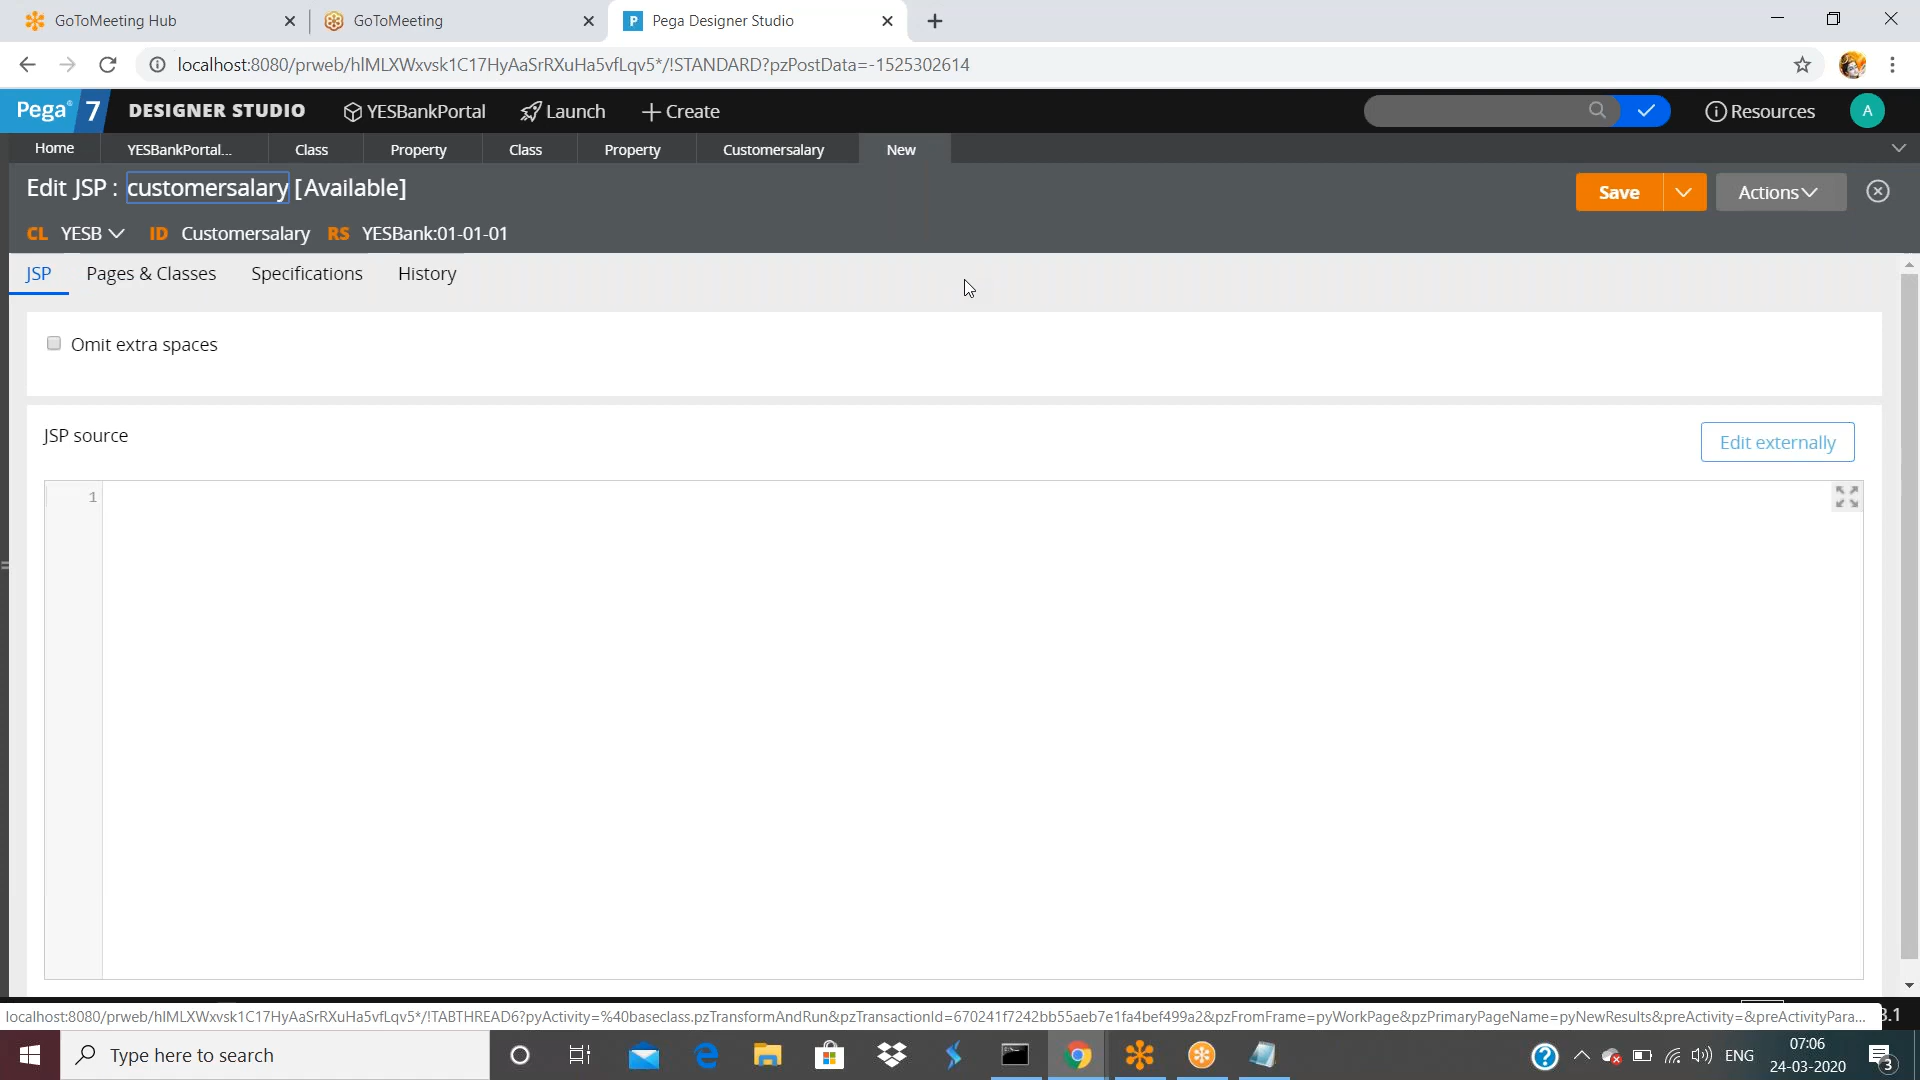 GoToMeeting Hub
GoToMeeting
P Pega Designer Studio
localhost:8080/prweb/hIMLXWxvsk1C17HyAaSrRXuHa5vfLqv5*/!STANDARD?pzPostData=-1525302614
Pega 7 DESIGNER STUDIO YESBankPortal Launch Create Resources A
Home YESBankPortal... Class Property Class Property Customersalary New
Edit JSP : customersalary [Available]
Save Actions
CL YESB ID Customersalary RS YESBank:01-01-01
JSP Pages & Classes Specifications History
Omit extra spaces
JSP source
Edit externally
1
localhost:8080/prweb/hIMLXWxvsk1C17HyAaSrRXuHa5vfLqv5*/!TABTHREAD6?pyActivity=%40baseclass.pzTransformAndRun&pzTransactionId=670241f7242bb55aeb7e1fa4bef499a2&pzFromFrame=pyWorkPage&pzPrimaryPageName=pyNewResults&preActivity=&preActivityPara...
Type here to search
ENG
07:06
24-03-2020
3